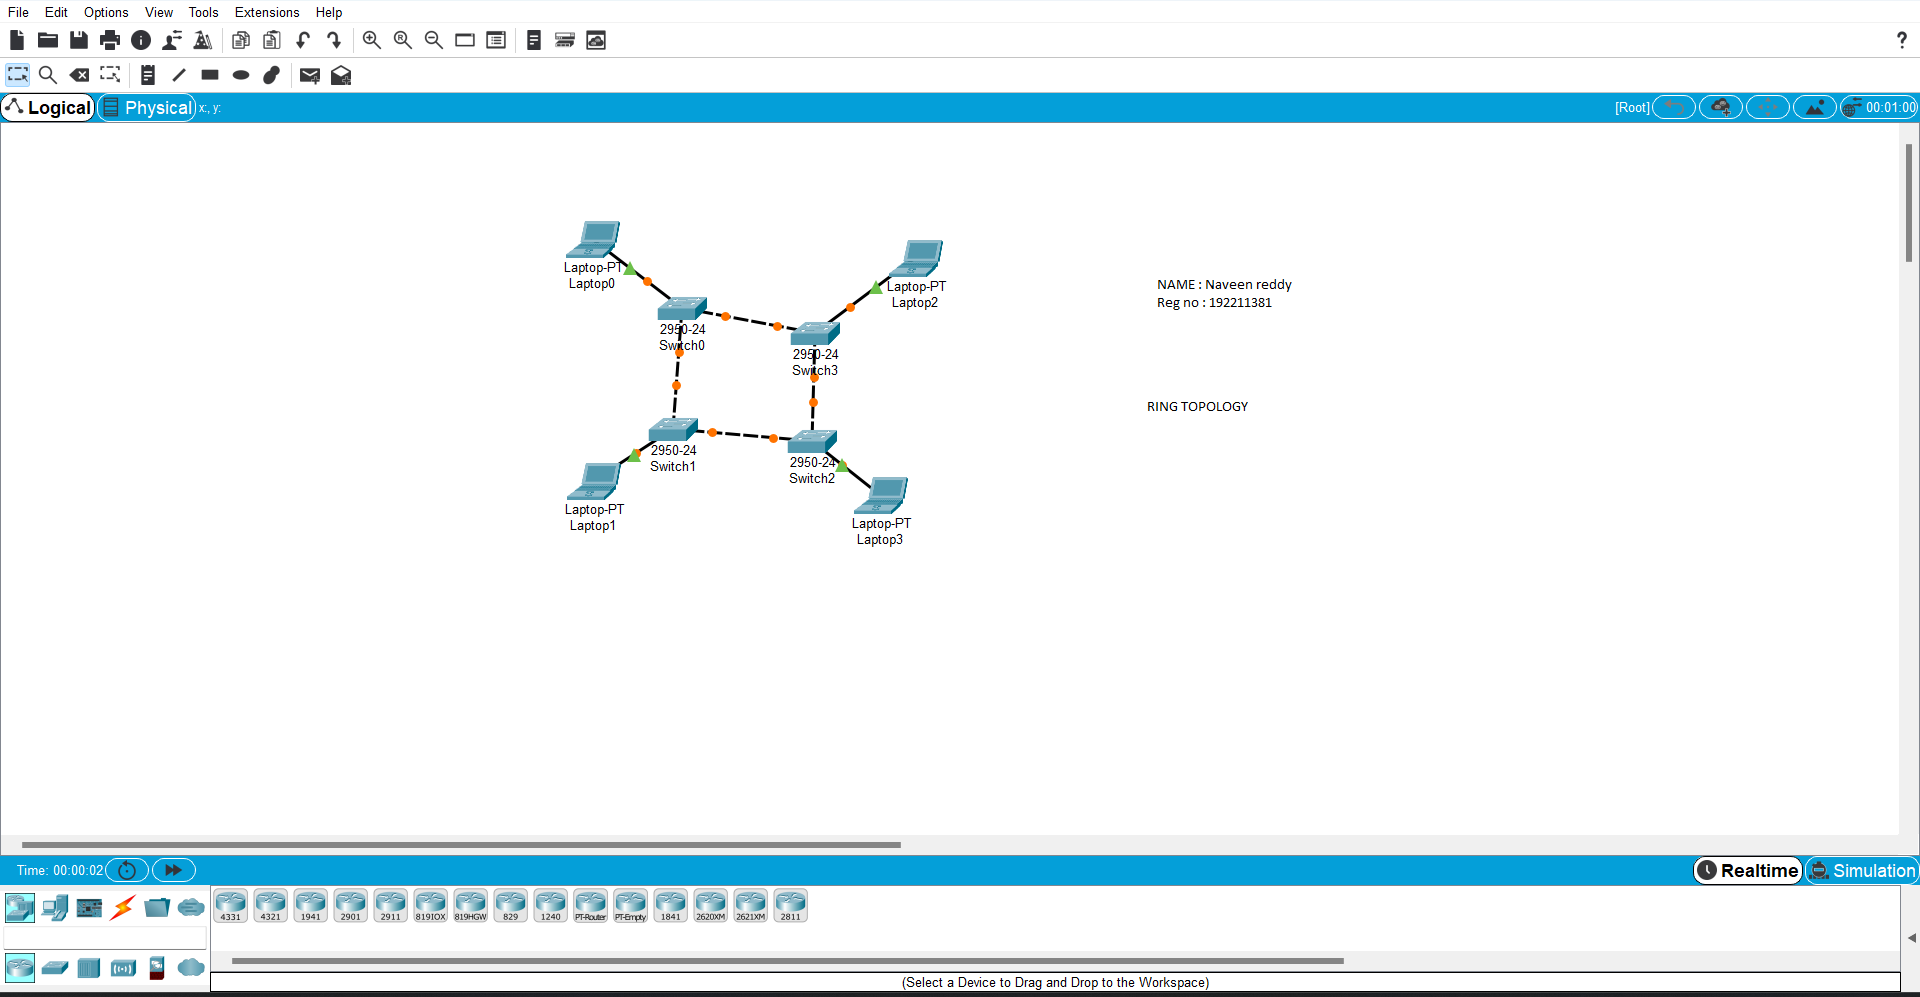 File Edit Options View Tools Extensions Help
?
Logical Physical x:, y: [Root] 00:01:00
Laptop-PT
Laptop0
Laptop-PT
Laptop2
NAME : Naveen reddy
Reg no : 192211381
2950-24
Switch0
2950-24
Switch3
RING TOPOLOGY
2950-24
Switch1
2950-24
Switch2
Laptop-PT
Laptop1
Laptop-PT
Laptop3
Time: 00:00:02 Realtime Simulation
4331 4321 1941 2901 2911 819IOX 819HGW 829 1240 PT-Router PT-Empty 1841 2620XM 2621XM 2811
(Select a Device to Drag and Drop to the Workspace)